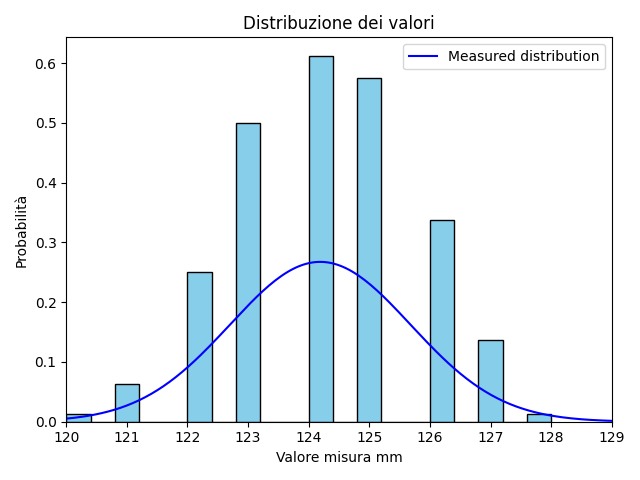 Distribuzione dei valori
Measured distribution
Probabilità
0.6
0.5
0.4
0.3
0.2
0.1
0.0
120 121 122 123 124 125 126 127 128 129
Valore misura mm